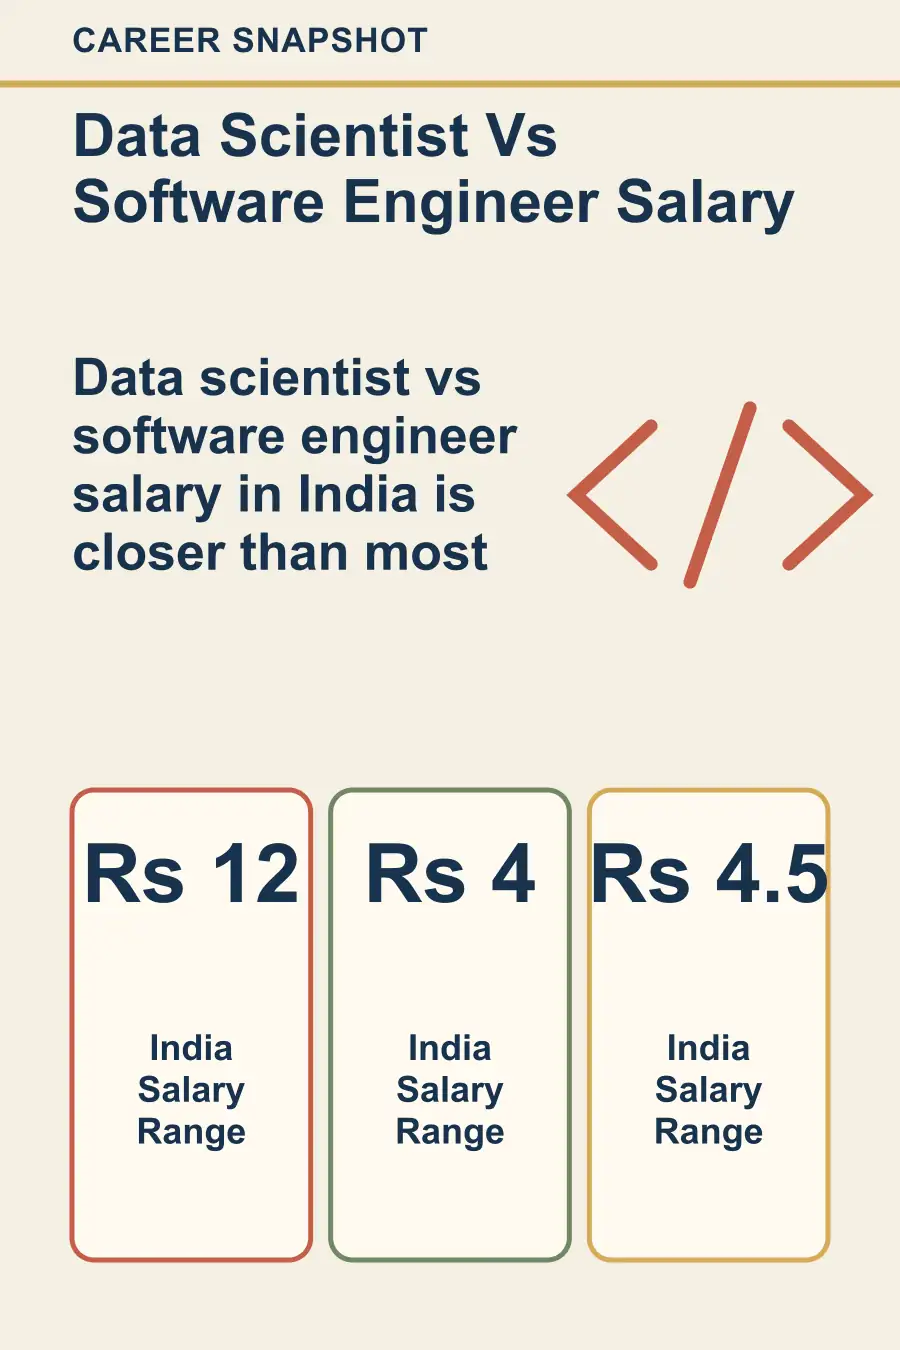 CAREER SNAPSHOT
Data Scientist Vs
Software Engineer Salary
Data scientist vs
software engineer
salary in India is
closer than most
</>
Rs 12
India
Salary
Range
Rs 4
India
Salary
Range
Rs 4.5
India
Salary
Range